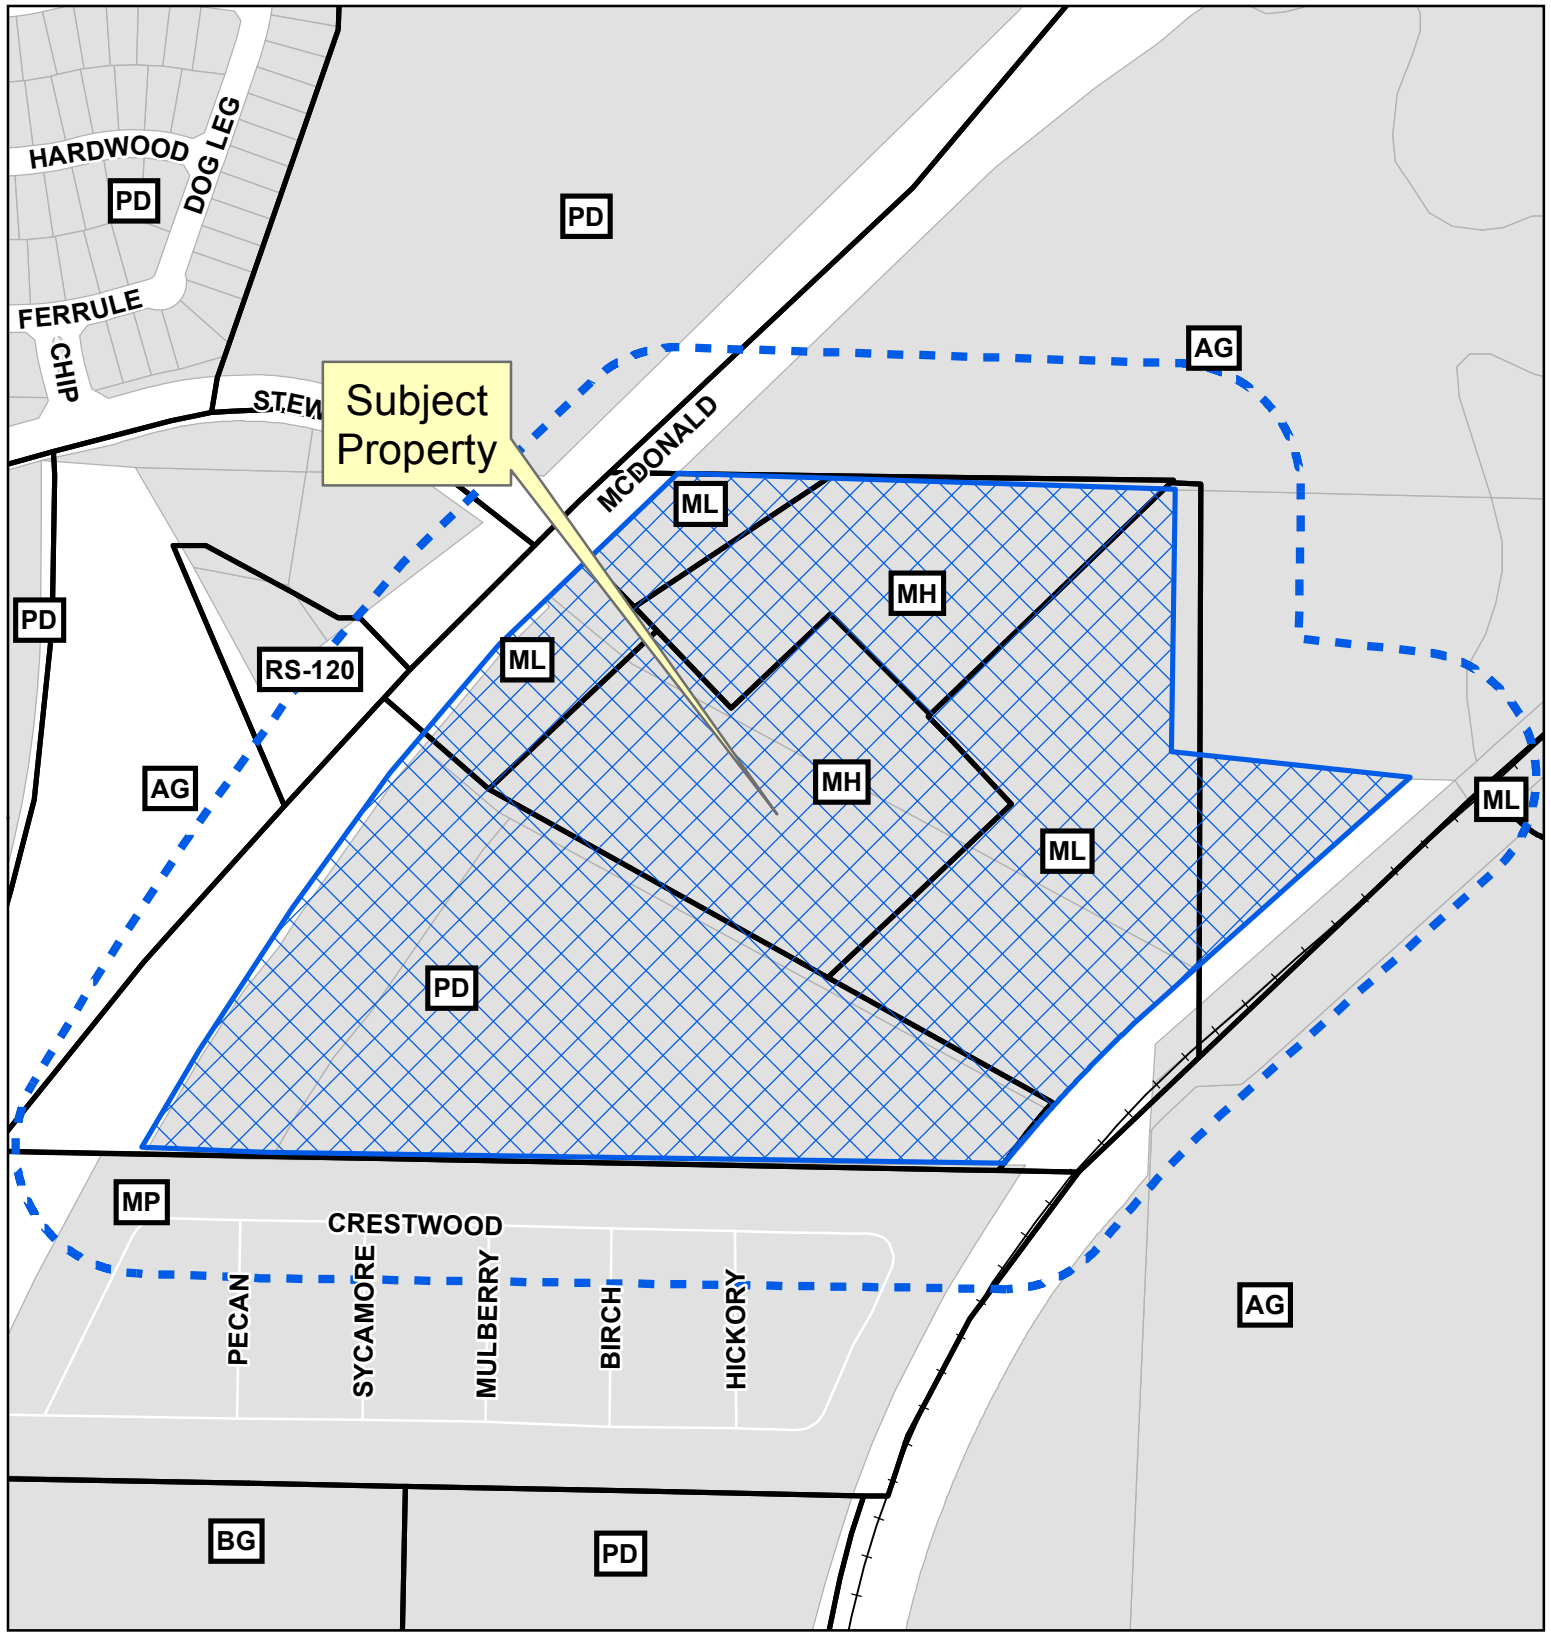 HARDWOOD
DOG LEG
PD
PD
FERRULE
CHIP
AG
STEW
Subject
Property
MCDONALD
ML
MH
PD
ML
RS-120
AG
MH
ML
ML
PD
MP
CRESTWOOD
PECAN
SYCAMORE
MULBERRY
BIRCH
HICKORY
AG
BG
PD